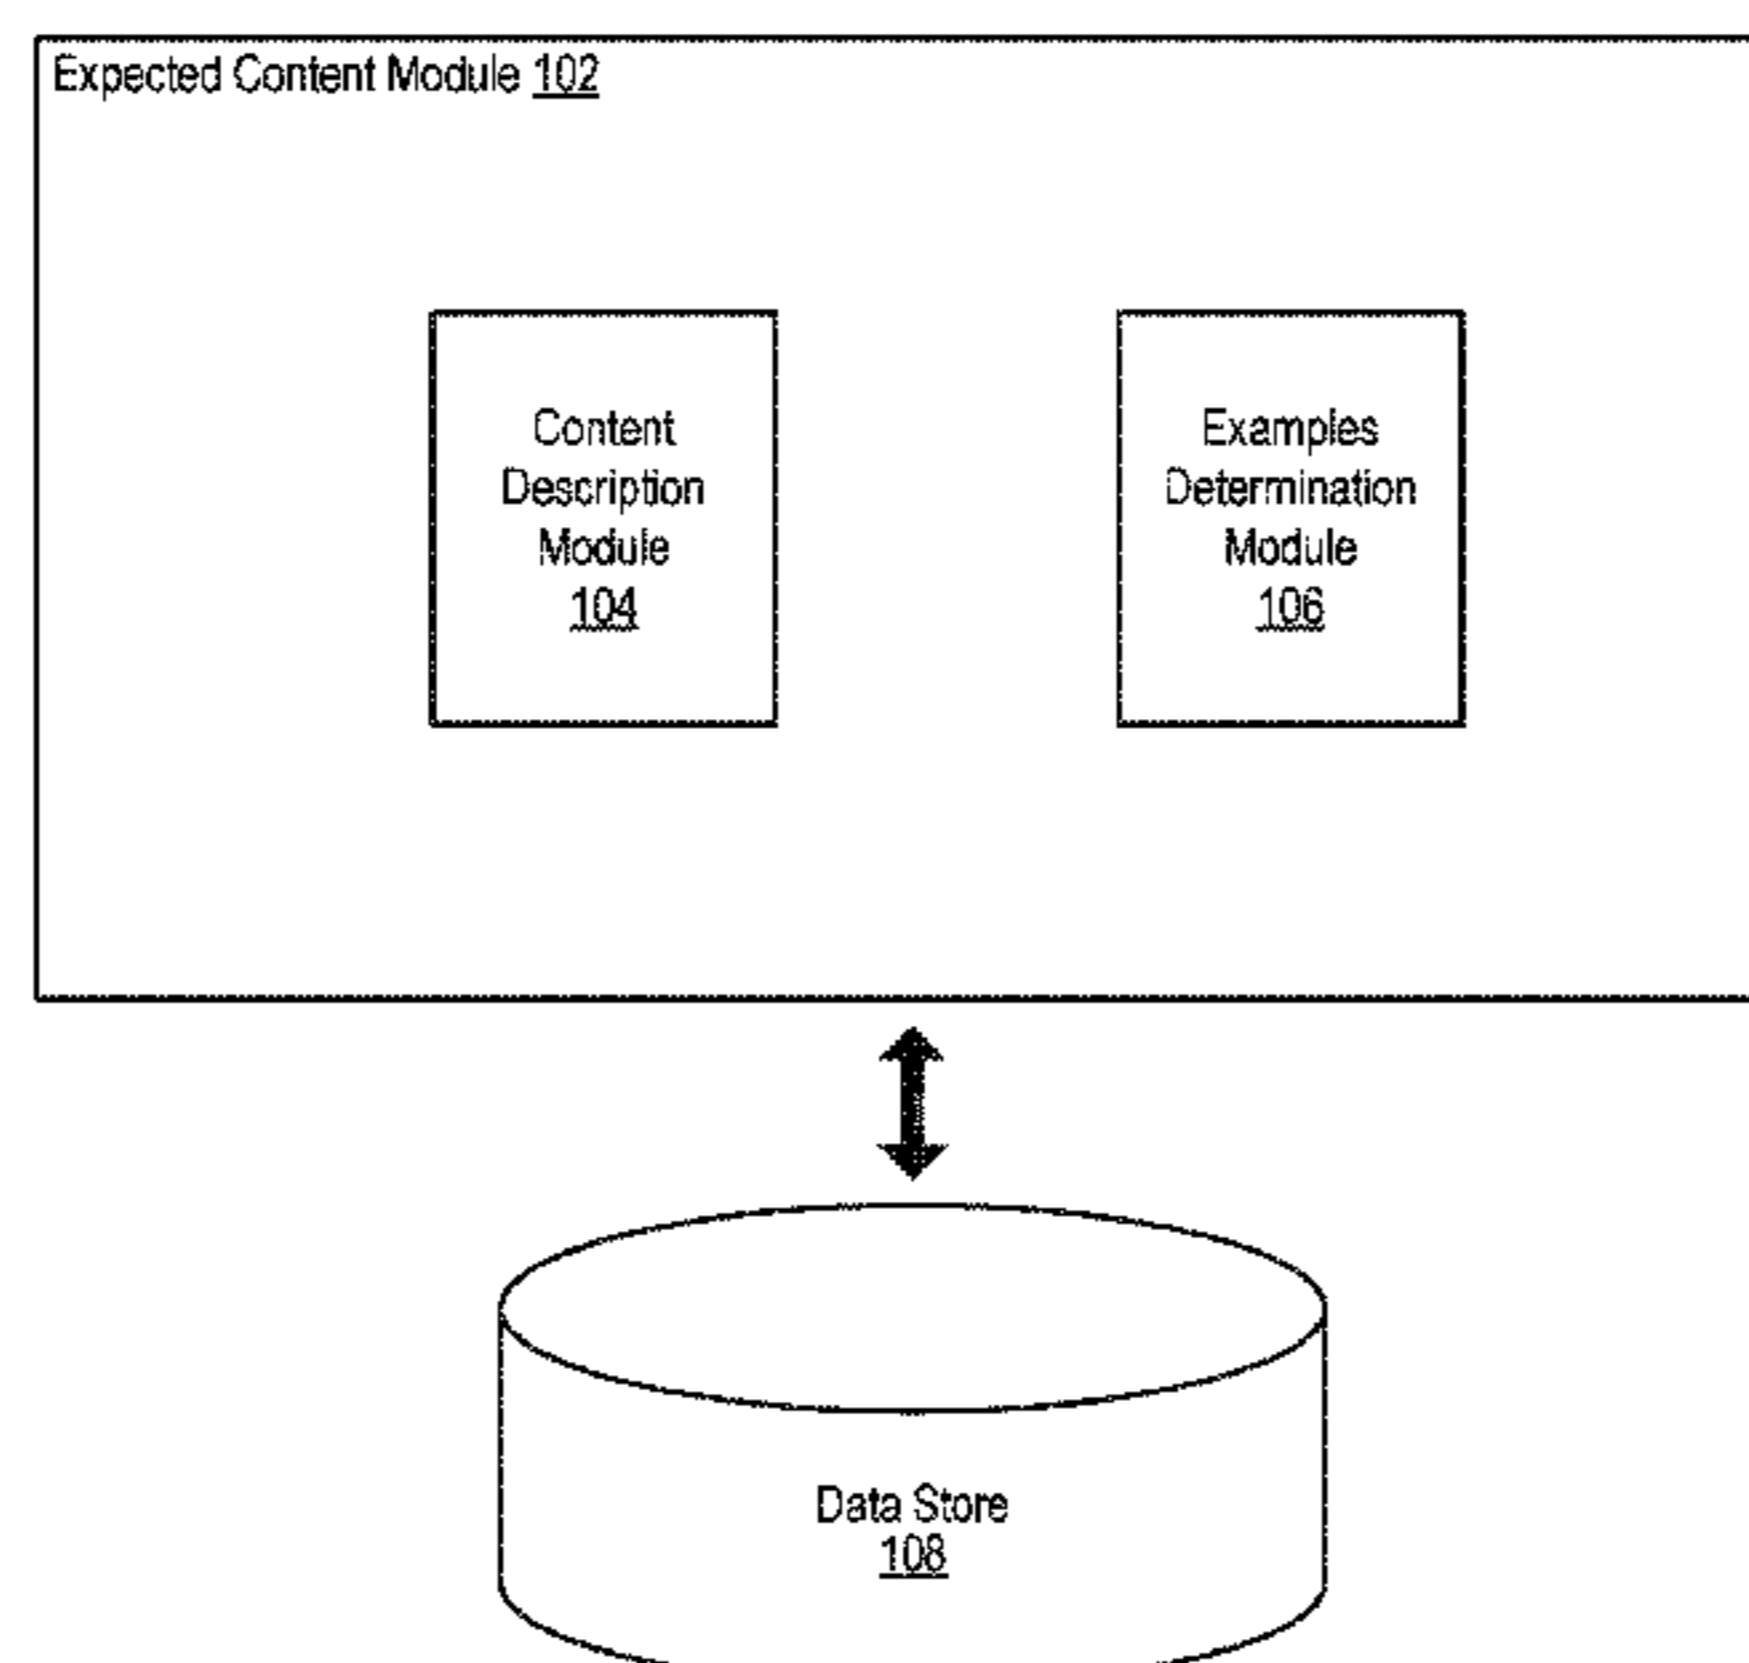 Expected Content Module 102
Content
Description
Module
104
Examples
Determination
Module
106
Data Store
108